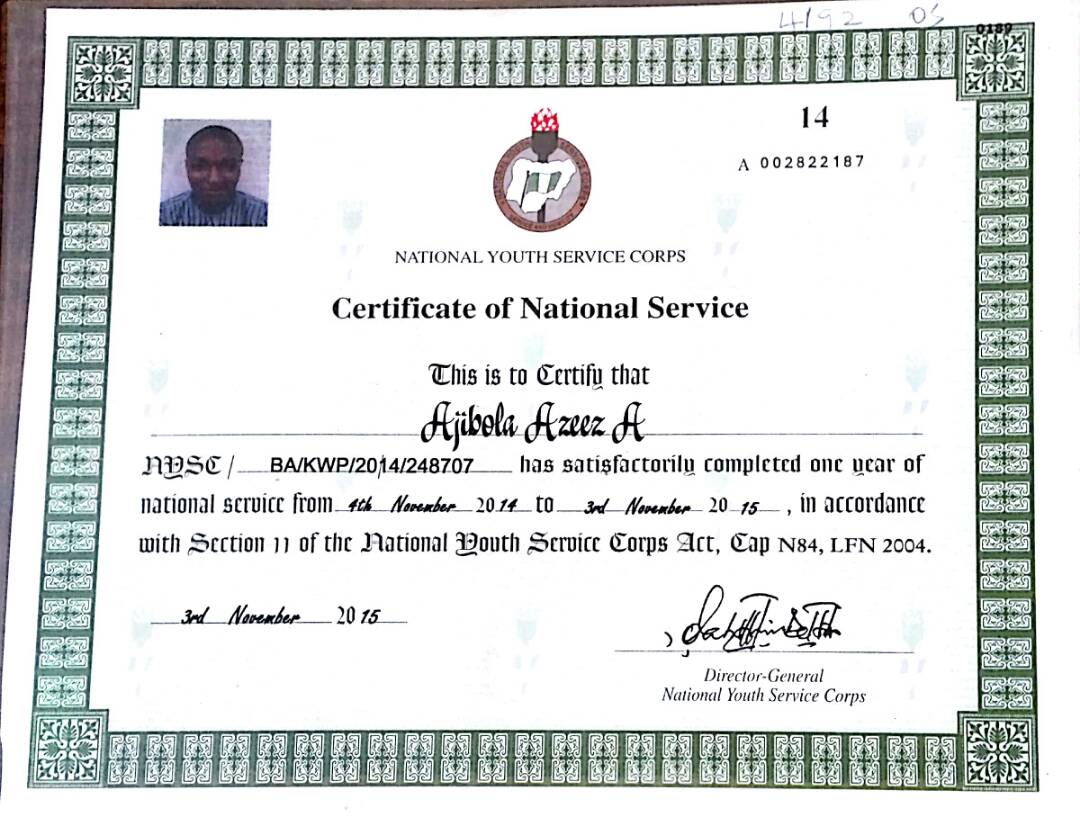 4192 03
0189
14
A 002822187
NATIONAL YOUTH SERVICE CORPS
Certificate of National Service
This is to Certify that
Ajibola Azeez A
NYSC/ BA/KWP/2014/248707 has satisfactorily completed one year of
national service from 4th November 2014 to 3rd November 2015, in accordance
with Section 11 of the National Youth Service Corps Act, Cap N84, LFN 2004.
3rd November 2015
Director-General
National Youth Service Corps